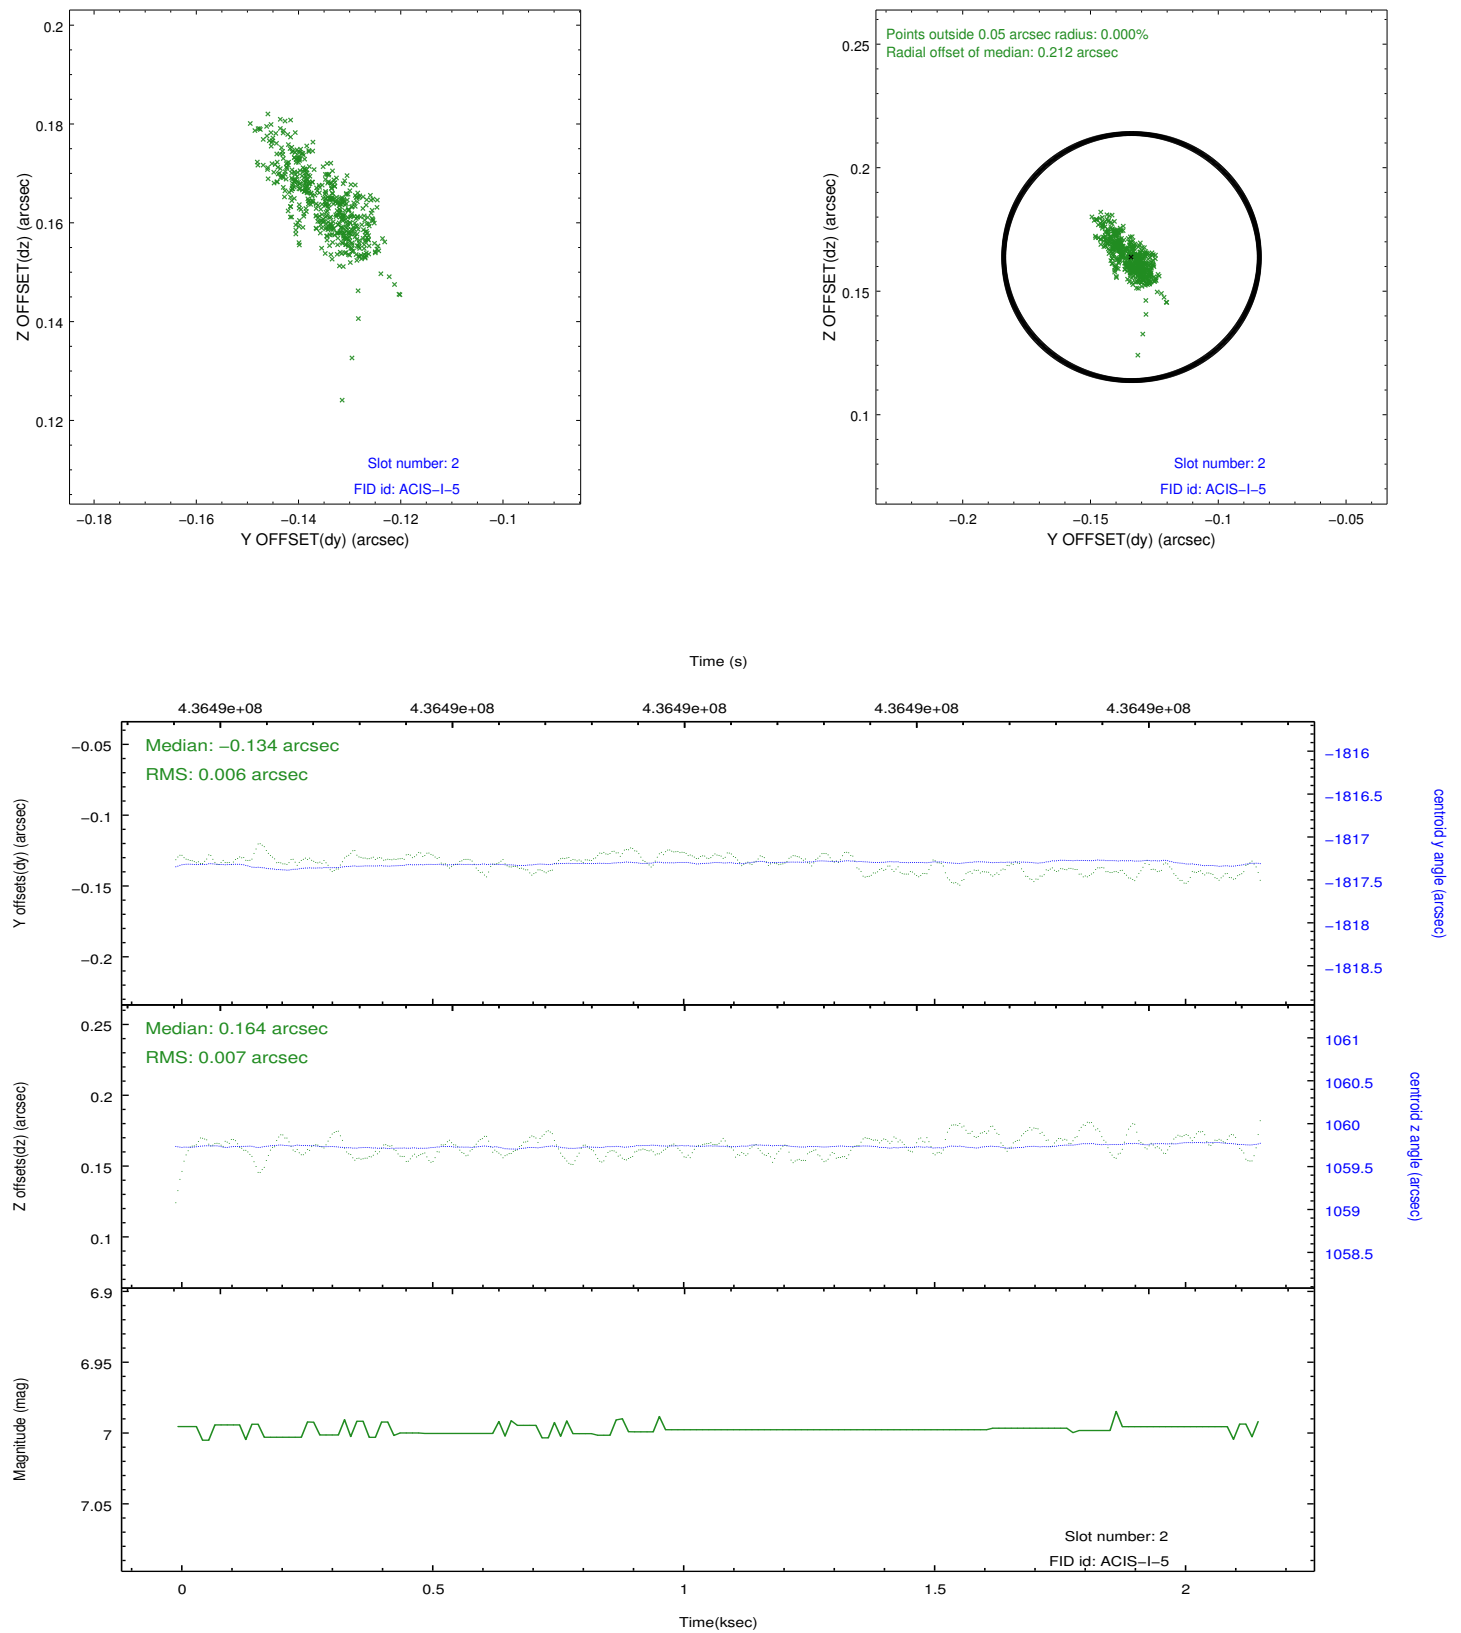 0.2
0.18
0.16
0.14
0.12
Z OFFSET(dz) (arcsec)
Slot number: 2
FID id: ACIS−I−5
−0.18 −0.16 −0.14 −0.12 −0.1
Y OFFSET(dy) (arcsec)
Points outside 0.05 arcsec radius: 0.000%
Radial offset of median: 0.212 arcsec
0.25
0.2
0.15
0.1
Z OFFSET(dz) (arcsec)
Slot number: 2
FID id: ACIS−I−5
−0.2 −0.15 −0.1 −0.05
Y OFFSET(dy) (arcsec)
Time (s)
4.3649e+08 4.3649e+08 4.3649e+08 4.3649e+08 4.3649e+08
Median: −0.134 arcsec
RMS: 0.006 arcsec
−0.05
−0.1
−0.15
−0.2
Y offsets(dy) (arcsec)
−1816
−1816.5
−1817
−1817.5
−1818
−1818.5
centroid y angle (arcsec)
Median: 0.164 arcsec
RMS: 0.007 arcsec
0.25
0.2
0.15
0.1
Z offsets(dz) (arcsec)
1061
1060.5
1060
1059.5
1059
1058.5
centroid z angle (arcsec)
6.9
6.95
7
7.05
Magnitude (mag)
Slot number: 2
FID id: ACIS−I−5
0 0.5 1 1.5 2
Time(ksec)